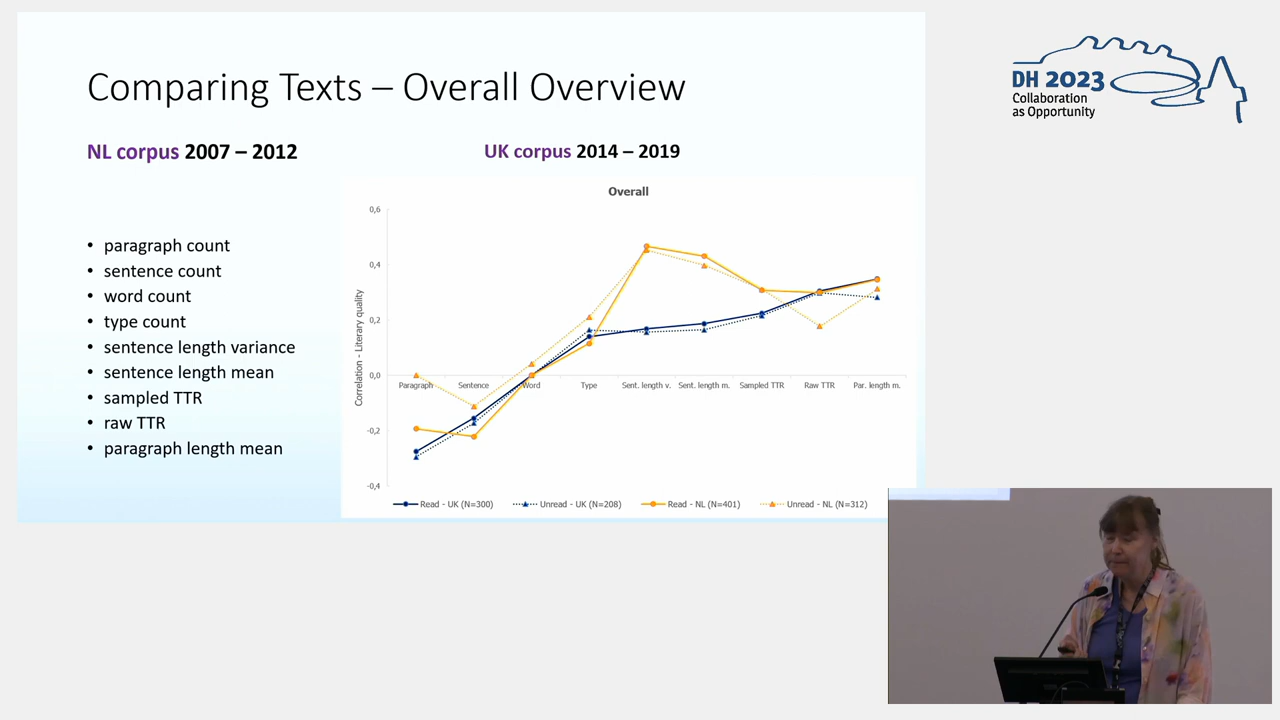 Comparing Texts – Overall Overview
NL corpus 2007 – 2012
UK corpus 2014 – 2019
• paragraph count
• sentence count
• word count
• type count
• sentence length variance
• sentence length mean
• sampled TTR
• raw TTR
• paragraph length mean
Overall
Correlation - Literary quality
0,6
0,4
0,2
0,0
-0,2
-0,4
Paragraph Sentence Word Type Sent. length v. Sent. length m. Sampled TTR Raw TTR Par. length m.
Read - UK (N=300) Unread - UK (N=208) Read - NL (N=401) Unread - NL (N=312)
DH 2023
Collaboration
as Opportunity